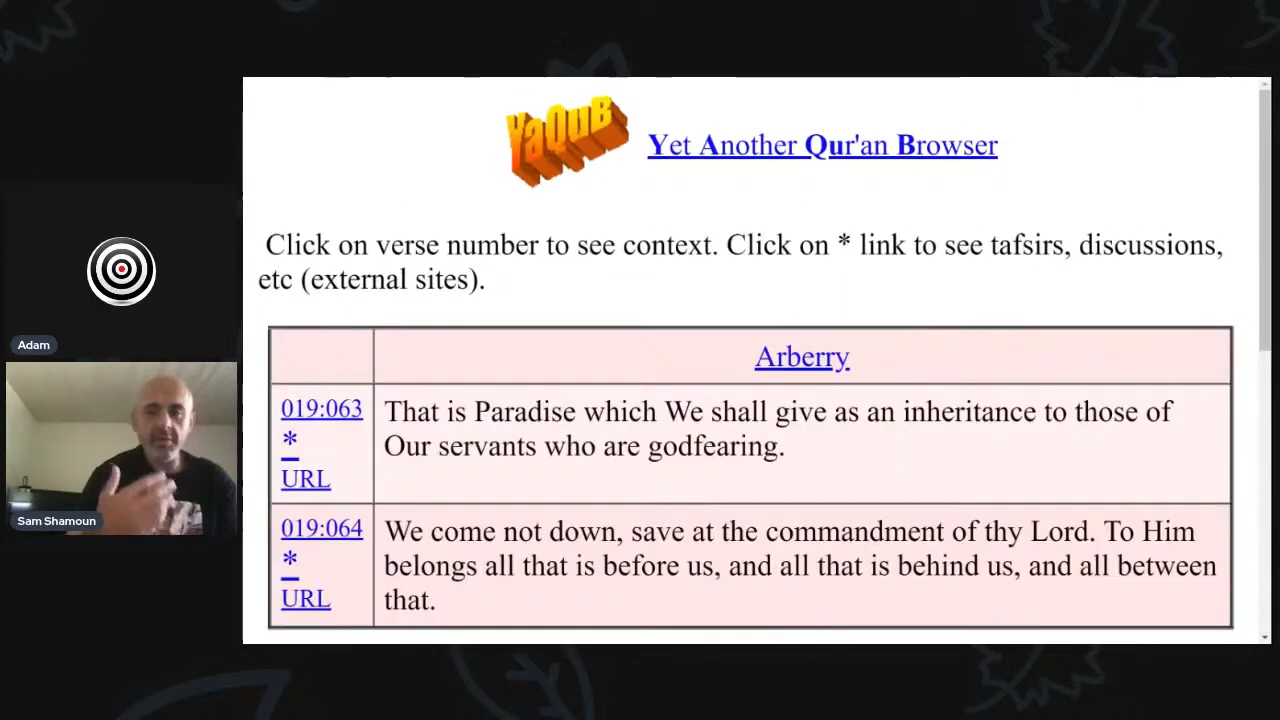 YaQuB
Yet Another Qur'an Browser
Click on verse number to see context. Click on * link to see tafsirs, discussions,
etc (external sites).
Adam
Arberry
019:063
*
URL
That is Paradise which We shall give as an inheritance to those of
Our servants who are godfearing.
Sam Shamoun
019:064
*
URL
We come not down, save at the commandment of thy Lord. To Him
belongs all that is before us, and all that is behind us, and all between
that.